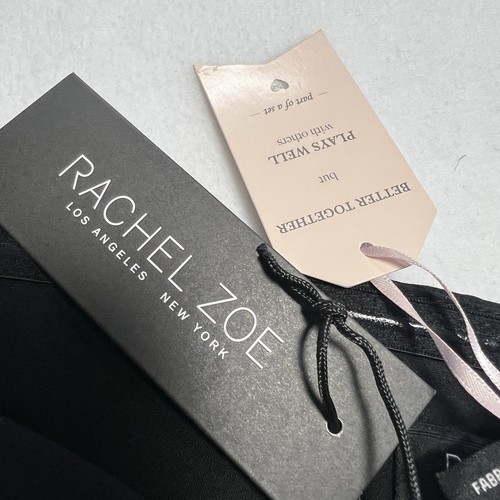 RACHEL ZOE
LOS ANGELES NEW YORK
BETTER TOGETHER
but
PLAYS WELL
with others
— part of a set —